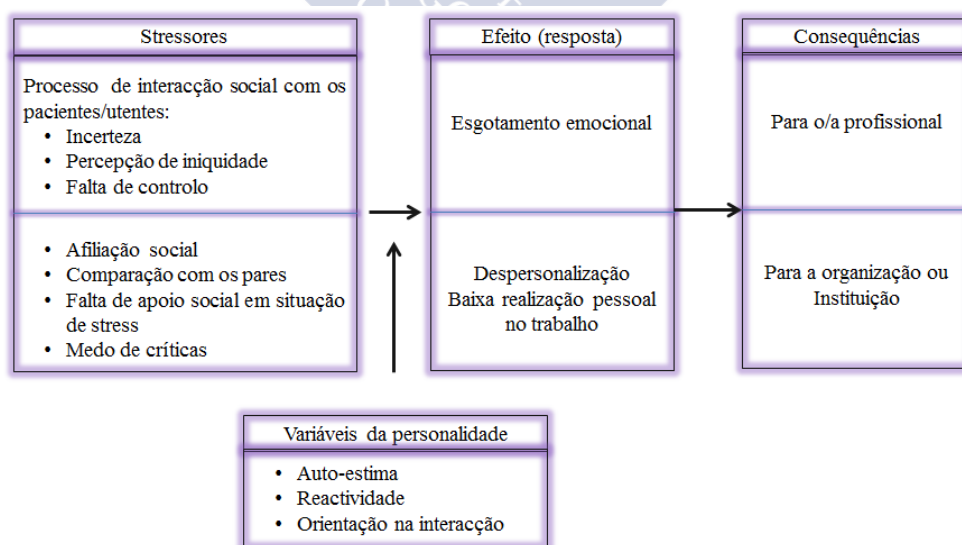 Stressores
Processo de interacção social com os
pacientes/utentes:
• Incerteza
• Percepção de iniquidade
• Falta de controlo
• Afiliação social
• Comparação com os pares
• Falta de apoio social em situação
de stress
• Medo de críticas
Efeito (resposta)
Esgotamento emocional
Despersonalização
Baixa realização pessoal
no trabalho
Consequências
Para o/a profissional
Para a organização ou
Instituição
Variáveis da personalidade
• Auto-estima
• Reactividade
• Orientação na interacção